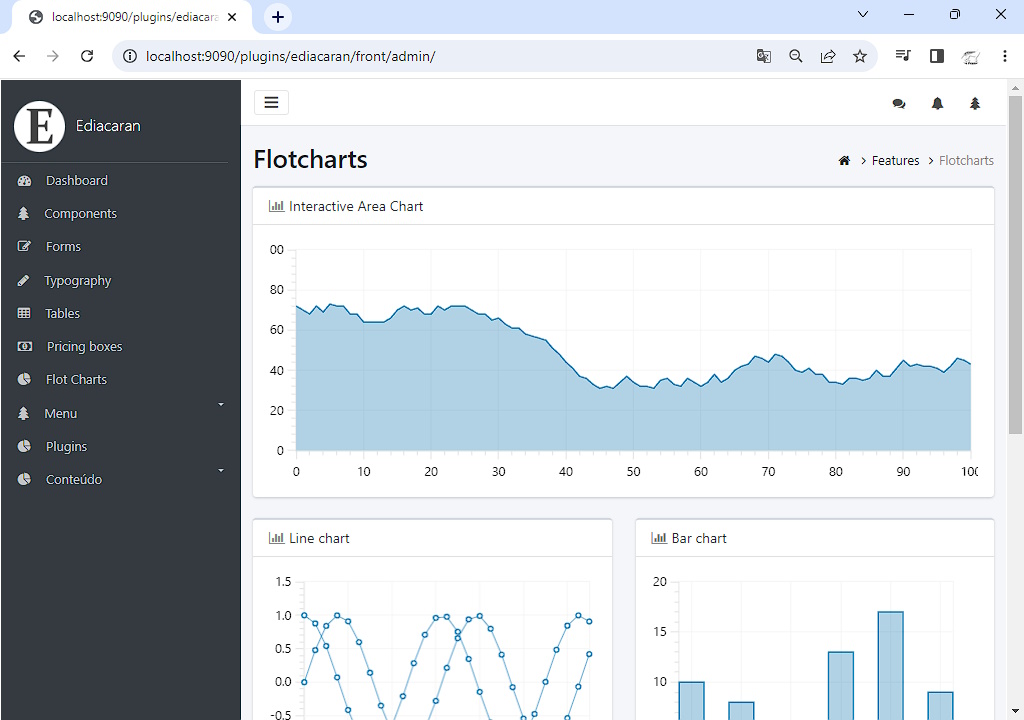 localhost:9090/plugins/ediacara
localhost:9090/plugins/ediacaran/front/admin/
E
Ediacaran
Dashboard
Components
Forms
Typography
Tables
Pricing boxes
Flot Charts
Menu
Plugins
Conteúdo
Flotcharts
Features
Flotcharts
Interactive Area Chart
00
80
60
40
20
0
0 10 20 30 40 50 60 70 80 90 100
Line chart
1.5
1.0
0.5
0.0
-0.5
Bar chart
20
15
10